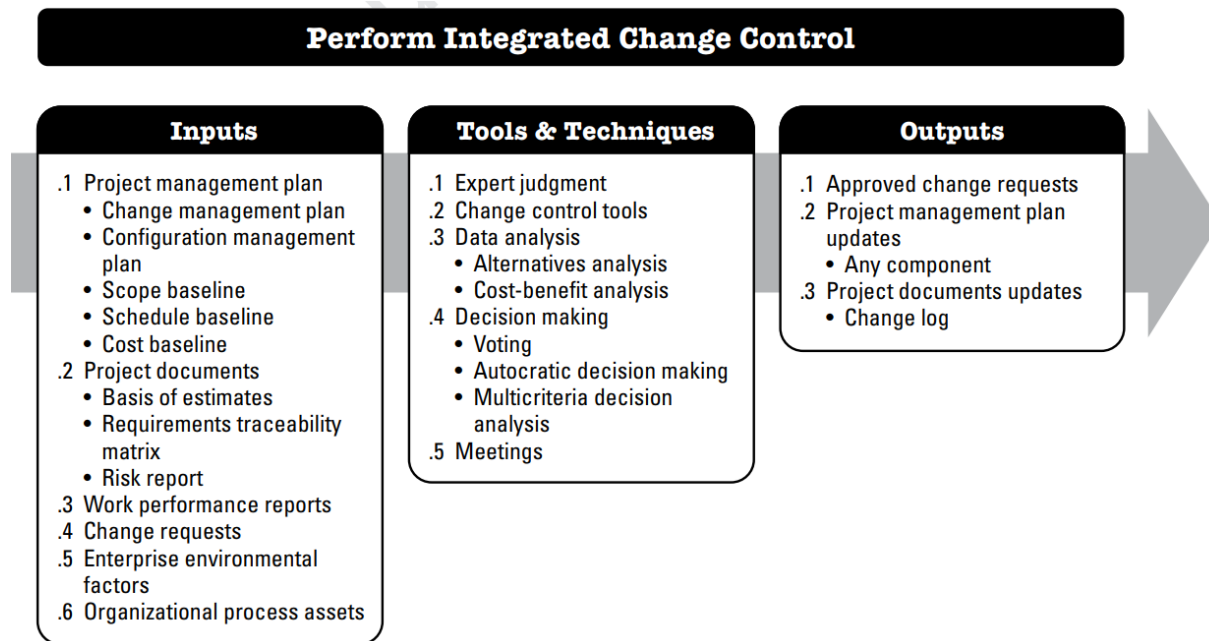 Perform Integrated Change Control
Inputs
.1 Project management plan
• Change management plan
• Configuration management
plan
• Scope baseline
• Schedule baseline
• Cost baseline
.2 Project documents
• Basis of estimates
• Requirements traceability
matrix
• Risk report
.3 Work performance reports
.4 Change requests
.5 Enterprise environmental
factors
.6 Organizational process assets
Tools & Techniques
.1 Expert judgment
.2 Change control tools
.3 Data analysis
• Alternatives analysis
• Cost-benefit analysis
.4 Decision making
• Voting
• Autocratic decision making
• Multicriteria decision
analysis
.5 Meetings
Outputs
.1 Approved change requests
.2 Project management plan
updates
• Any component
.3 Project documents updates
• Change log